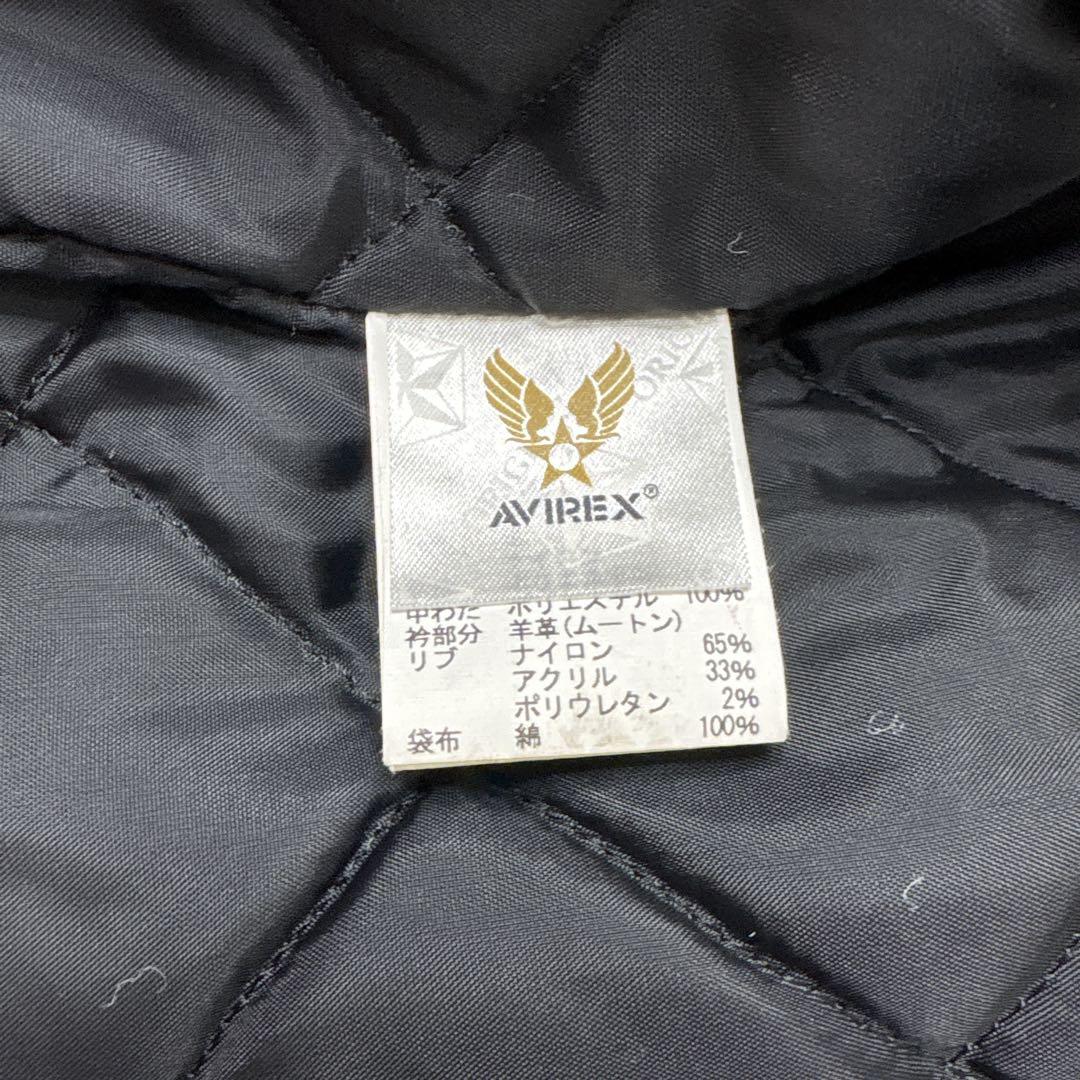 ORIG
ORIG
AVIREX®
中わた ポリエステル 100%
衿部分 羊革(ムートン)
リブ ナイロン 65%
アクリル 33%
ポリウレタン 2%
袋布 綿 100%